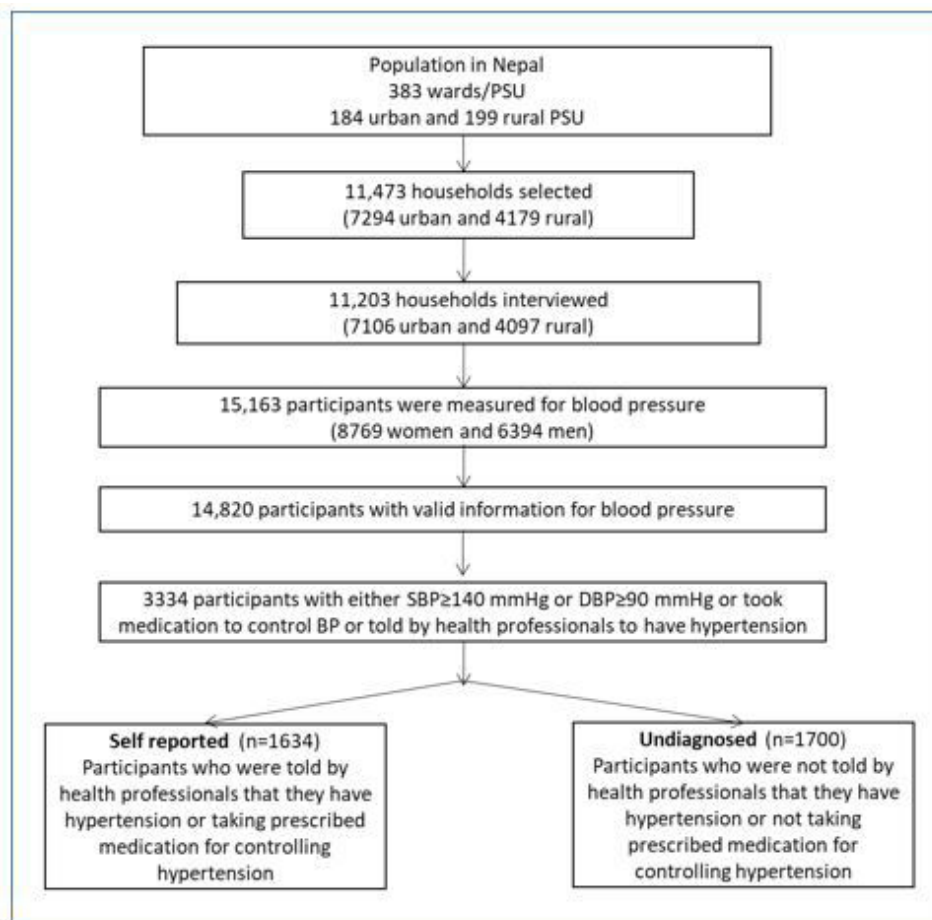 Population in Nepal
383 wards/PSU
184 urban and 199 rural PSU
11,473 households selected
(7294 urban and 4179 rural)
11,203 households interviewed
(7106 urban and 4097 rural)
15,163 participants were measured for blood pressure
(8769 women and 6394 men)
14,820 participants with valid information for blood pressure
3334 participants with either SBP≥140 mmHg or DBP≥90 mmHg or took
medication to control BP or told by health professionals to have hypertension
Self reported (n=1634)
Participants who were told by
health professionals that they have
hypertension or taking prescribed
medication for controlling
hypertension
Undiagnosed (n=1700)
Participants who were not told by
health professionals that they have
hypertension or not taking
prescribed medication for
controlling hypertension